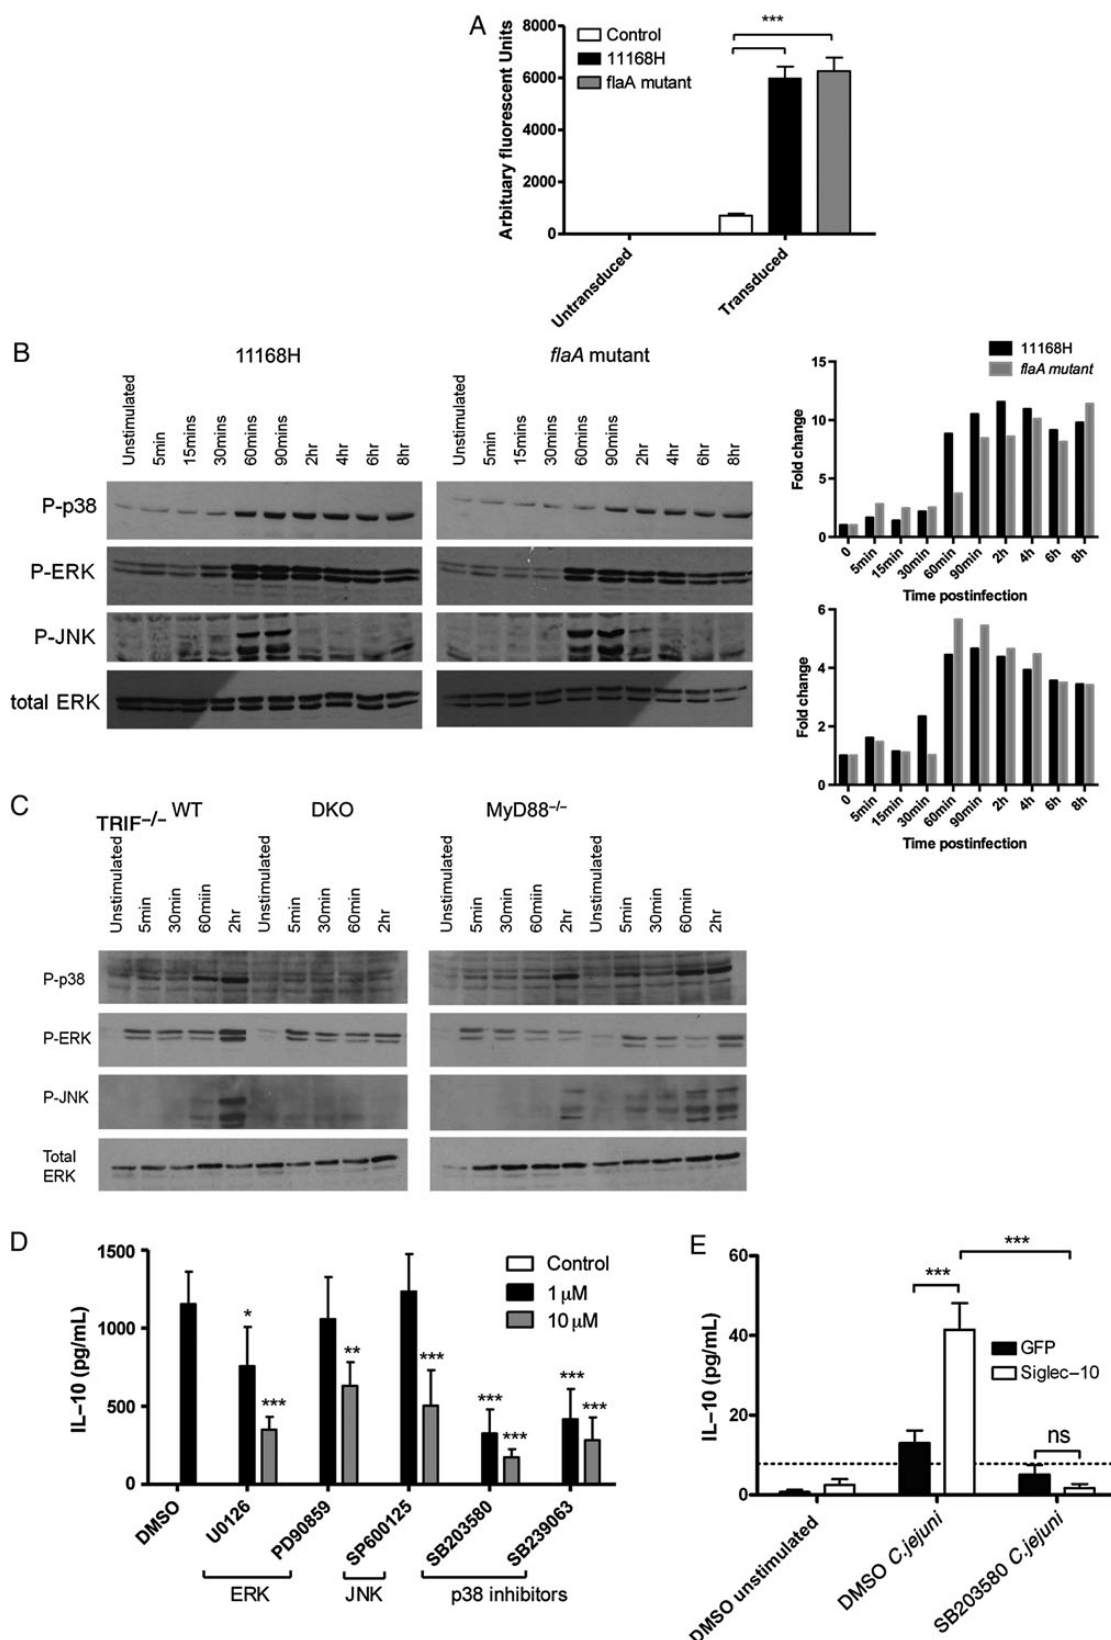 A
Arbituary fluorescent Units
8000
6000
4000
2000
0
Control
11168H
flaA mutant
***
Untransduced
Transduced
B
11168H
flaA mutant
Unstimulated
5min
15mins
30mins
60mins
90mins
2hr
4hr
6hr
8hr
Unstimulated
5 min
15mins
30mins
60mins
90mins
2hr
4hr
6hr
8hr
P-p38
P-ERK
P-JNK
total ERK
11168H
flaA mutant
Fold change
15
10
5
0
0
5min
15min
30min
60min
90min
2h
4h
6h
8h
Time postinfection
Fold change
6
4
2
0
0
5min
15min
30min
60min
90min
2h
4h
6h
8h
Time postinfection
C
TRIF−/− WT
DKO
MyD88−/−
Unstimulated
5min
30min
60miin
2hr
Unstimulated
5min
30min
60min
2hr
Unstimulated
5min
30min
60min
2hr
Unstimulated
5min
30min
60min
2hr
P-p38
P-ERK
P-JNK
Total
ERK
D
IL–10 (pg/mL)
1500
1000
500
0
Control
1 µM
10 µM
*
***
**
***
***
***
***
***
DMSO
U0126
PD90859
SP600125
SB203580
SB239063
ERK
JNK
p38 inhibitors
E
IL–10 (pg/mL)
60
40
20
0
***
***
GFP
Siglec–10
ns
DMSO unstimulated
DMSO C.jejuni
SB203580 C.jejuni